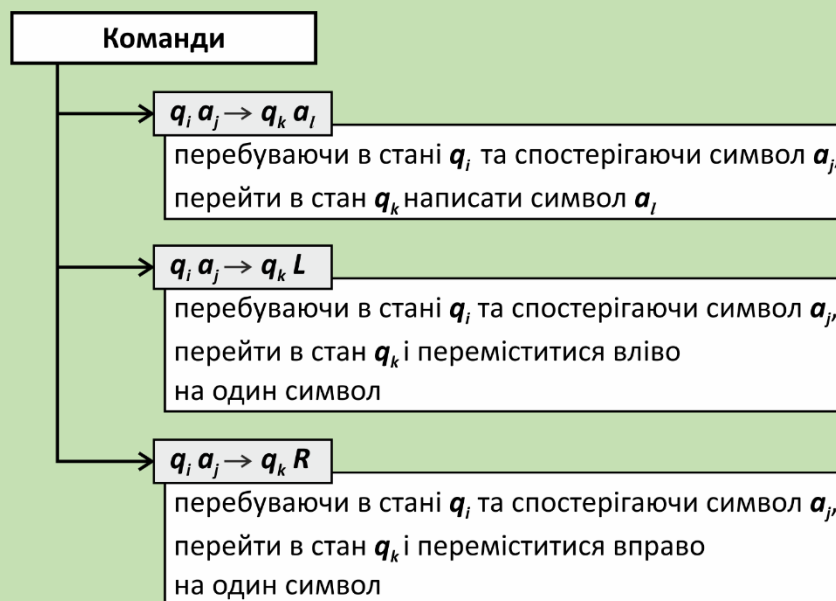 Команди
qᵢ aⱼ → qₖ aₗ
перебуваючи в стані qᵢ та спостерігаючи символ aⱼ,
перейти в стан qₖ написати символ aₗ
qᵢ aⱼ → qₖ L
перебуваючи в стані qᵢ та спостерігаючи символ aⱼ,
перейти в стан qₖ і переміститися вліво
на один символ
qᵢ aⱼ → qₖ R
перебуваючи в стані qᵢ та спостерігаючи символ aⱼ,
перейти в стан qₖ і переміститися вправо
на один символ